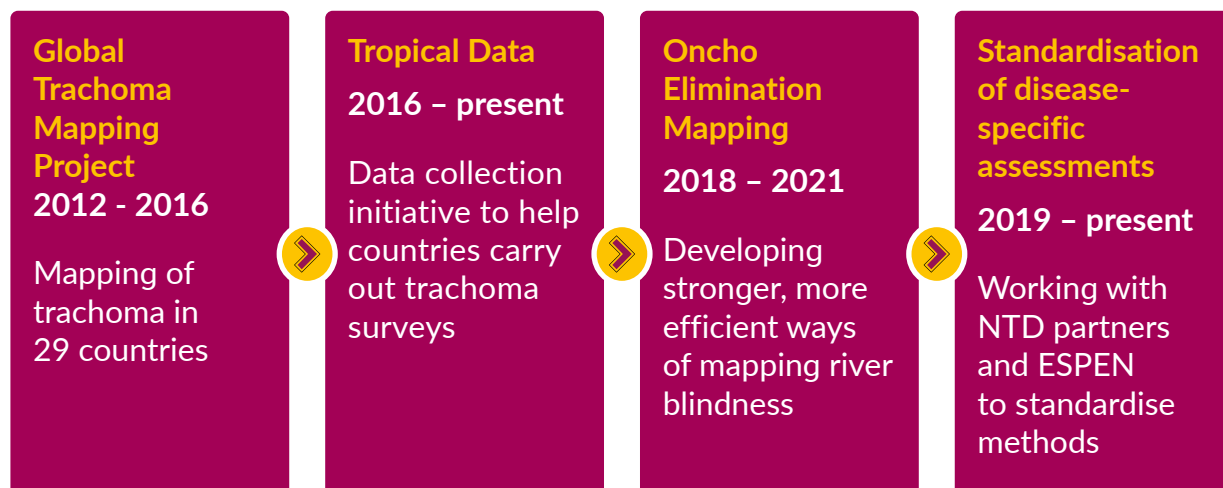 Global
Trachoma
Mapping
Project
2012 - 2016
Mapping of
trachoma in
29 countries
Tropical Data
2016 – present
Data collection
initiative to help
countries carry
out trachoma
surveys
Oncho
Elimination
Mapping
2018 – 2021
Developing
stronger, more
efficient ways
of mapping river
blindness
Standardisation
of disease-
specific
assessments
2019 – present
Working with
NTD partners
and ESPEN
to standardise
methods